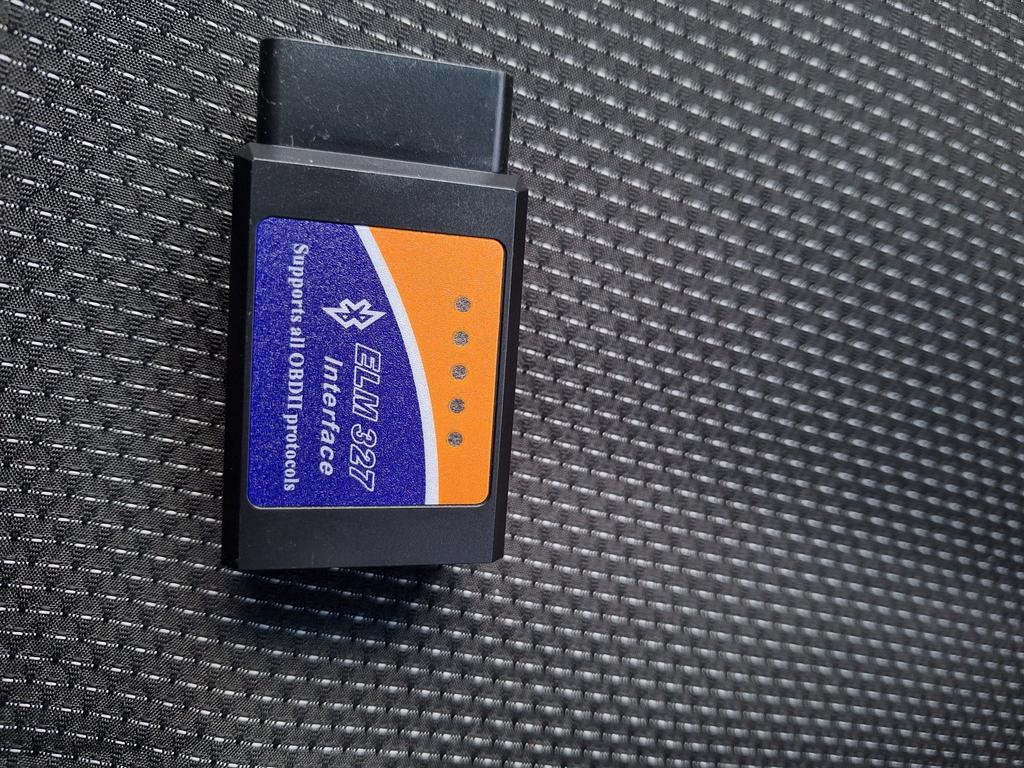 ELM 327
Interface
Supports all OBDII protocols